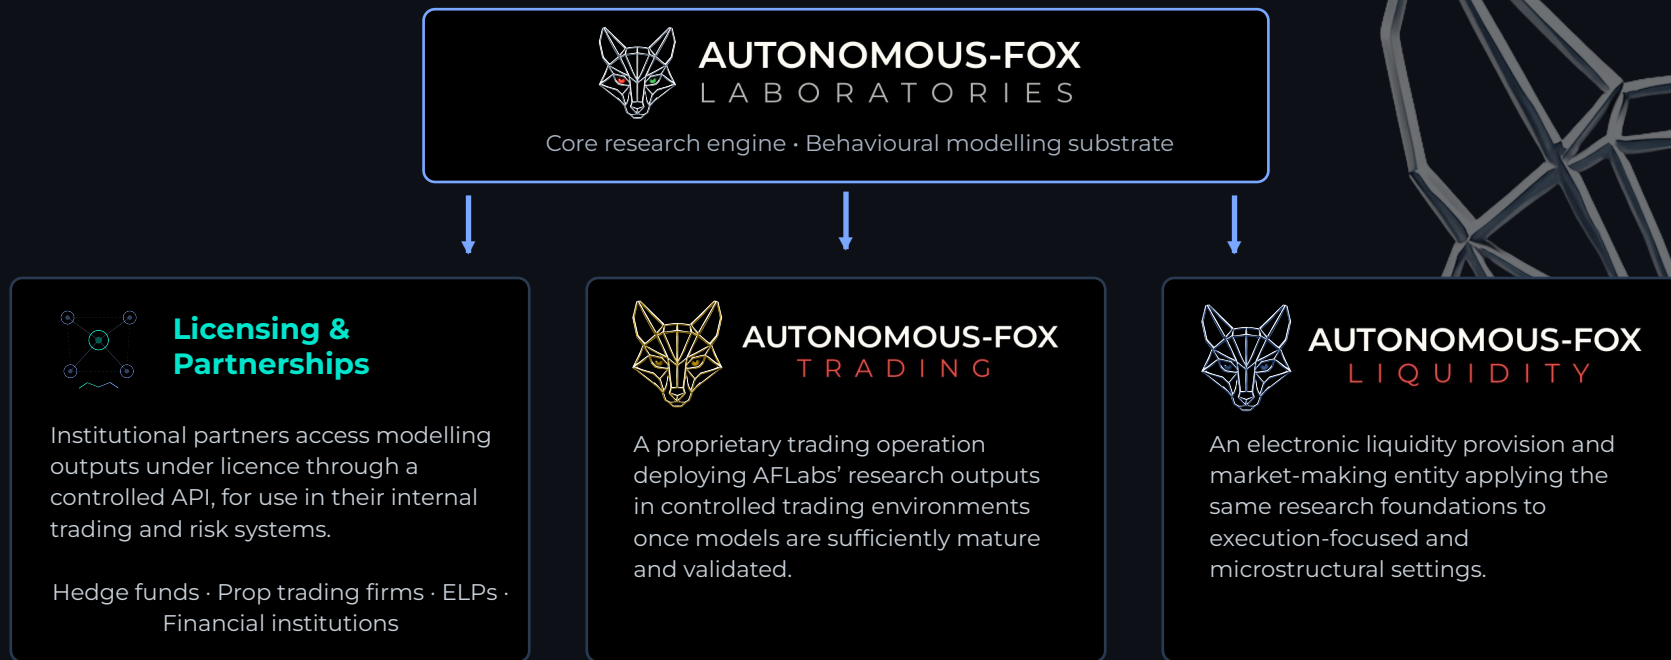 AUTONOMOUS-FOX
LABORATORIES
Core research engine · Behavioural modelling substrate
Licensing &
Partnerships
Institutional partners access modelling
outputs under licence through a
controlled API, for use in their internal
trading and risk systems.
Hedge funds · Prop trading firms · ELPs ·
Financial institutions
AUTONOMOUS-FOX
TRADING
A proprietary trading operation
deploying AFLabs’ research outputs
in controlled trading environments
once models are sufficiently mature
and validated.
AUTONOMOUS-FOX
LIQUIDITY
An electronic liquidity provision and
market-making entity applying the
same research foundations to
execution-focused and
microstructural settings.